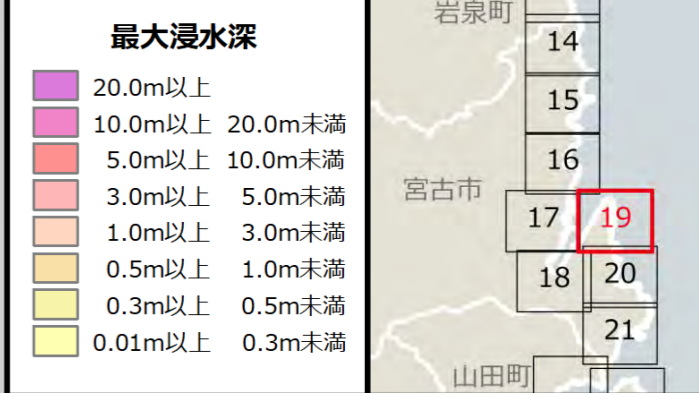 最大浸水深
20.0m以上
10.0m以上 20.0m未満
5.0m以上 10.0m未満
3.0m以上 5.0m未満
1.0m以上 3.0m未満
0.5m以上 1.0m未満
0.3m以上 0.5m未満
0.01m以上 0.3m未満
岩泉町
14
15
16
宮古市
17
19
18
20
21
山田町